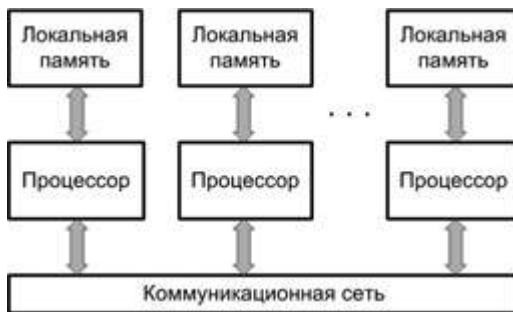 Локальная
память
Локальная
память
Локальная
память
. . .
Процессор
Процессор
Процессор
Коммуникационная сеть